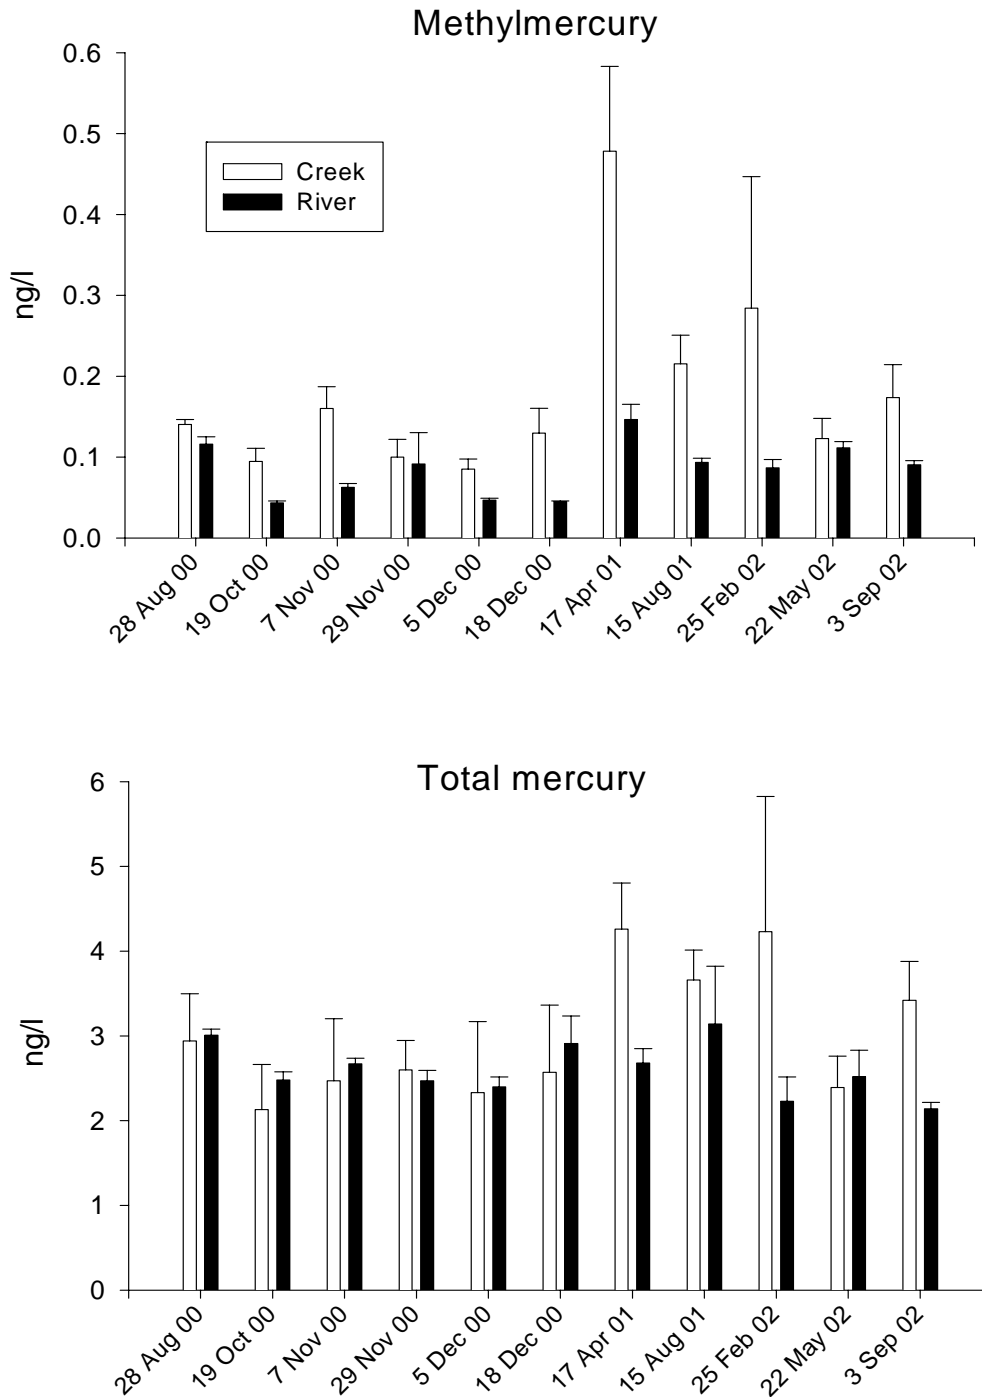 Methylmercury
0.6
0.5
0.4
0.3
0.2
0.1
0.0
ng/l
Creek
River
28 Aug 00
19 Oct 00
7 Nov 00
29 Nov 00
5 Dec 00
18 Dec 00
17 Apr 01
15 Aug 01
25 Feb 02
22 May 02
3 Sep 02
Total mercury
6
5
4
3
2
1
0
ng/l
28 Aug 00
19 Oct 00
7 Nov 00
29 Nov 00
5 Dec 00
18 Dec 00
17 Apr 01
15 Aug 01
25 Feb 02
22 May 02
3 Sep 02